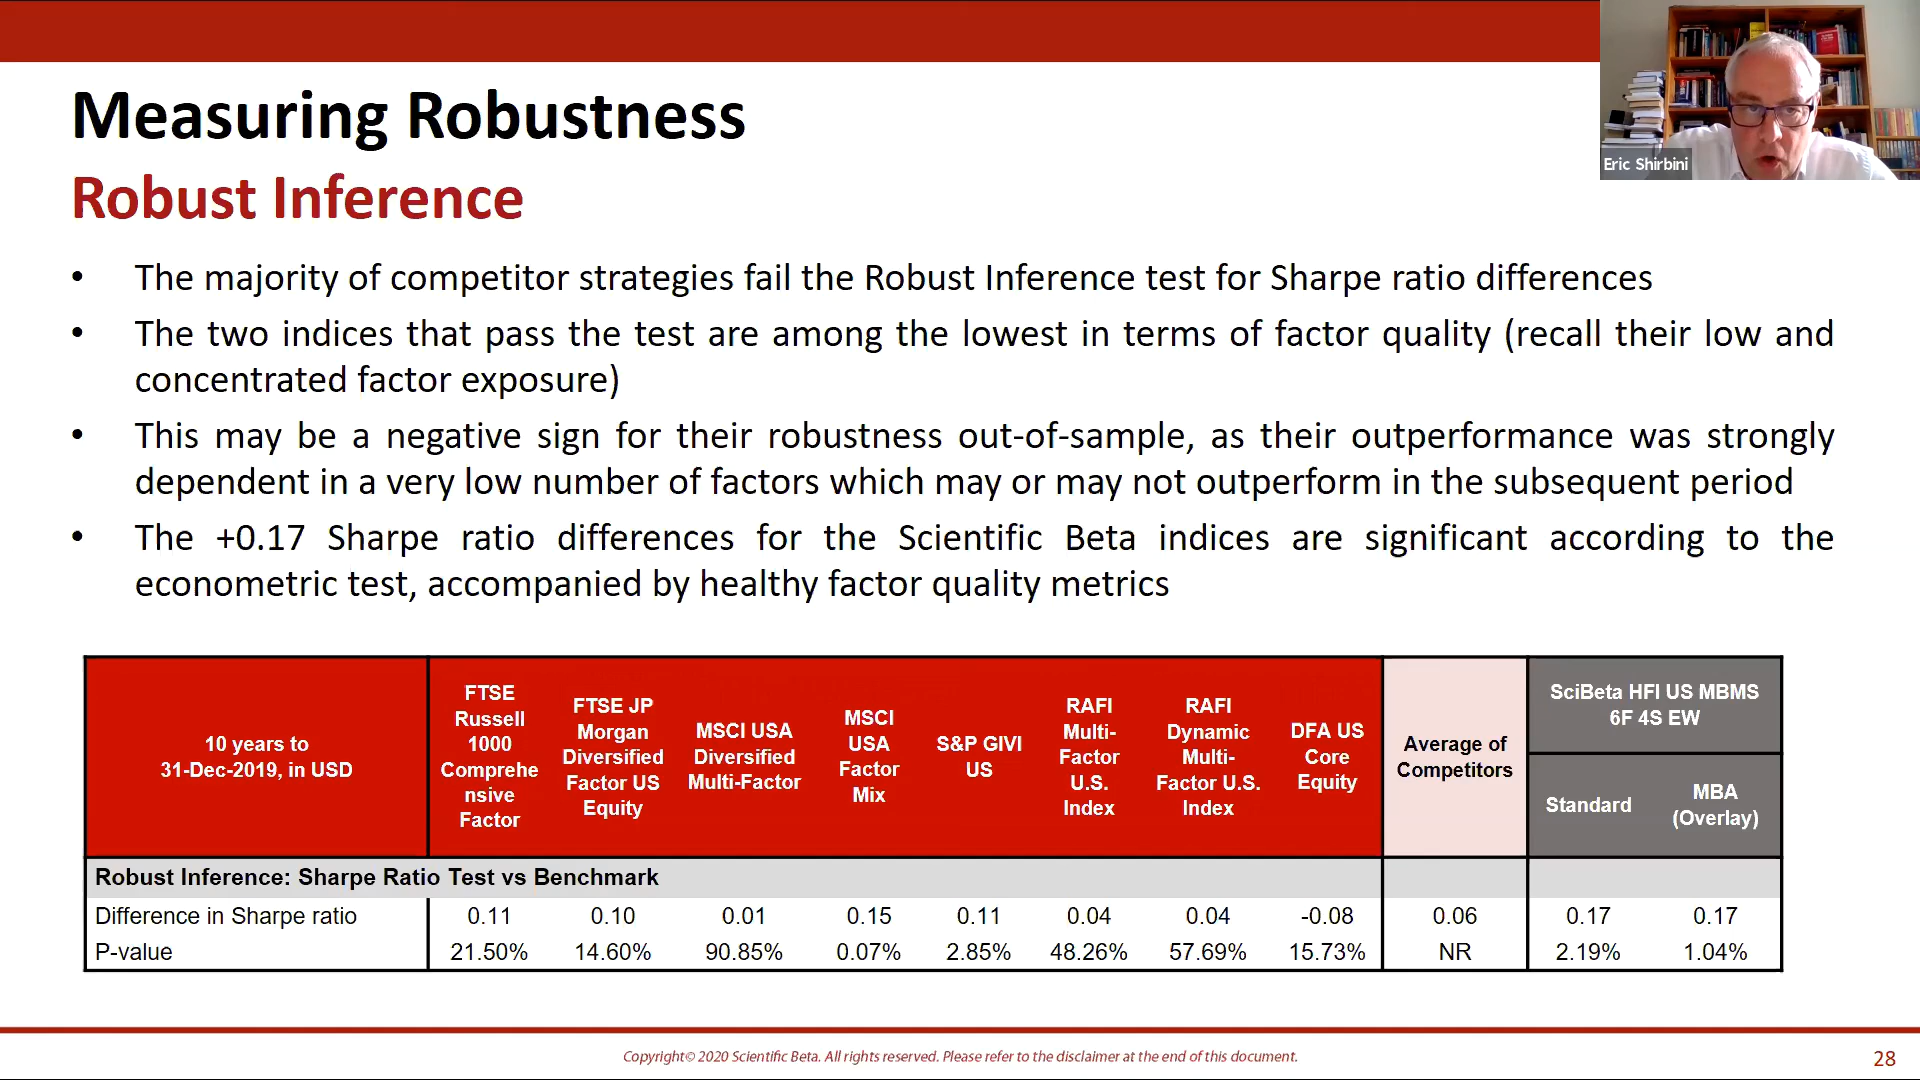 Measuring Robustness
Robust Inference
Eric Shirbini
• The majority of competitor strategies fail the Robust Inference test for Sharpe ratio differences
• The two indices that pass the test are among the lowest in terms of factor quality (recall their low and
concentrated factor exposure)
• This may be a negative sign for their robustness out-of-sample, as their outperformance was strongly
dependent in a very low number of factors which may or may not outperform in the subsequent period
• The +0.17 Sharpe ratio differences for the Scientific Beta indices are significant according to the
econometric test, accompanied by healthy factor quality metrics
10 years to
31-Dec-2019, in USD
FTSE
Russell
1000
Comprehe
nsive
Factor
FTSE JP
Morgan
Diversified
Factor US
Equity
MSCI USA
Diversified
Multi-Factor
MSCI
USA
Factor
Mix
S&P GIVI
US
RAFI
Multi-
Factor
U.S.
Index
RAFI
Dynamic
Multi-
Factor U.S.
Index
DFA US
Core
Equity
Average of
Competitors
SciBeta HFI US MBMS
6F 4S EW
Standard
MBA
(Overlay)
Robust Inference: Sharpe Ratio Test vs Benchmark
Difference in Sharpe ratio 0.11 0.10 0.01 0.15 0.11 0.04 0.04 -0.08 0.06 0.17 0.17
P-value 21.50% 14.60% 90.85% 0.07% 2.85% 48.26% 57.69% 15.73% NR 2.19% 1.04%
Copyright© 2020 Scientific Beta. All rights reserved. Please refer to the disclaimer at the end of this document.
28